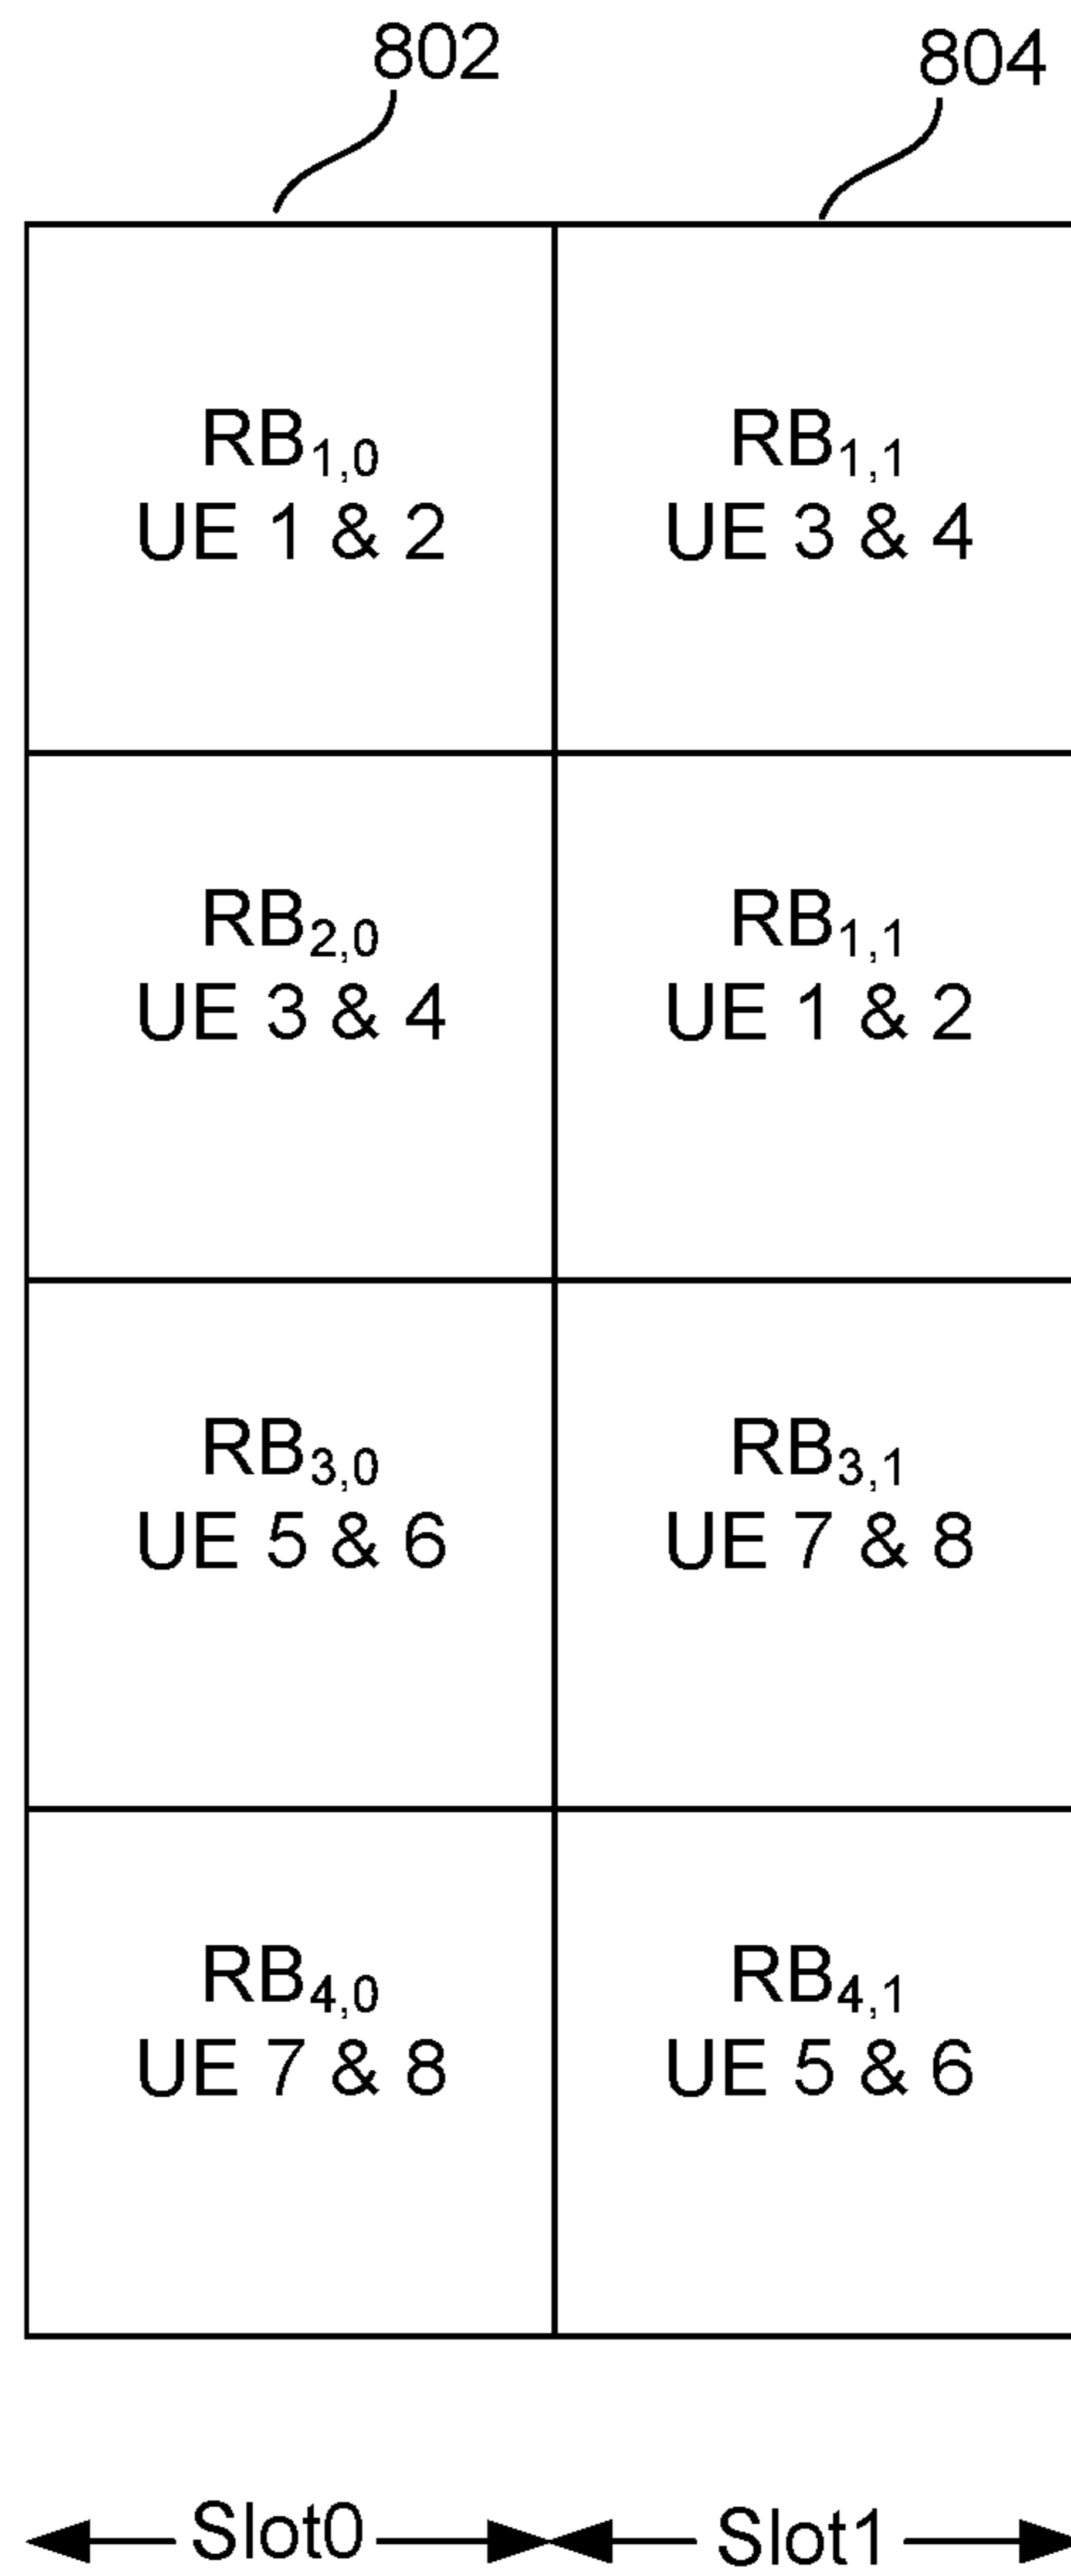 802 804
RB1,0 RB1,1
UE 1 & 2 UE 3 & 4
RB2,0 RB1,1
UE 3 & 4 UE 1 & 2
RB3,0 RB3,1
UE 5 & 6 UE 7 & 8
RB4,0 RB4,1
UE 7 & 8 UE 5 & 6
Slot0 Slot1